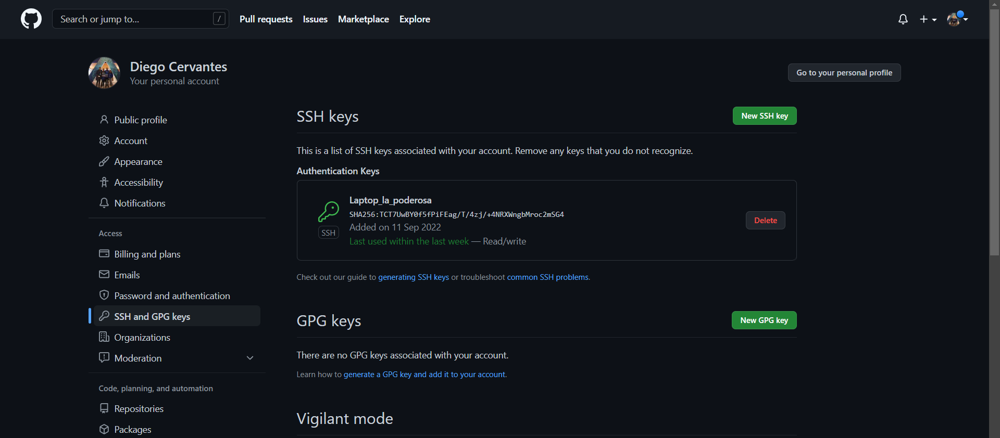 Search or jump to...
/
Pull requests
Issues
Marketplace
Explore
Diego Cervantes
Your personal account
Go to your personal profile
Public profile
Account
Appearance
Accessibility
Notifications
Access
Billing and plans
Emails
Password and authentication
SSH and GPG keys
Organizations
Moderation
Code, planning, and automation
Repositories
Packages
SSH keys
New SSH key
This is a list of SSH keys associated with your account. Remove any keys that you do not recognize.
Authentication Keys
Laptop_la_poderosa
SHA256:TCT7UwBY0f5fPiFEag/T/4zj/+4NRXWngbMroc2mSG4
Added on 11 Sep 2022
Last used within the last week — Read/write
SSH
Delete
Check out our guide to generating SSH keys or troubleshoot common SSH problems.
GPG keys
New GPG key
There are no GPG keys associated with your account.
Learn how to generate a GPG key and add it to your account.
Vigilant mode